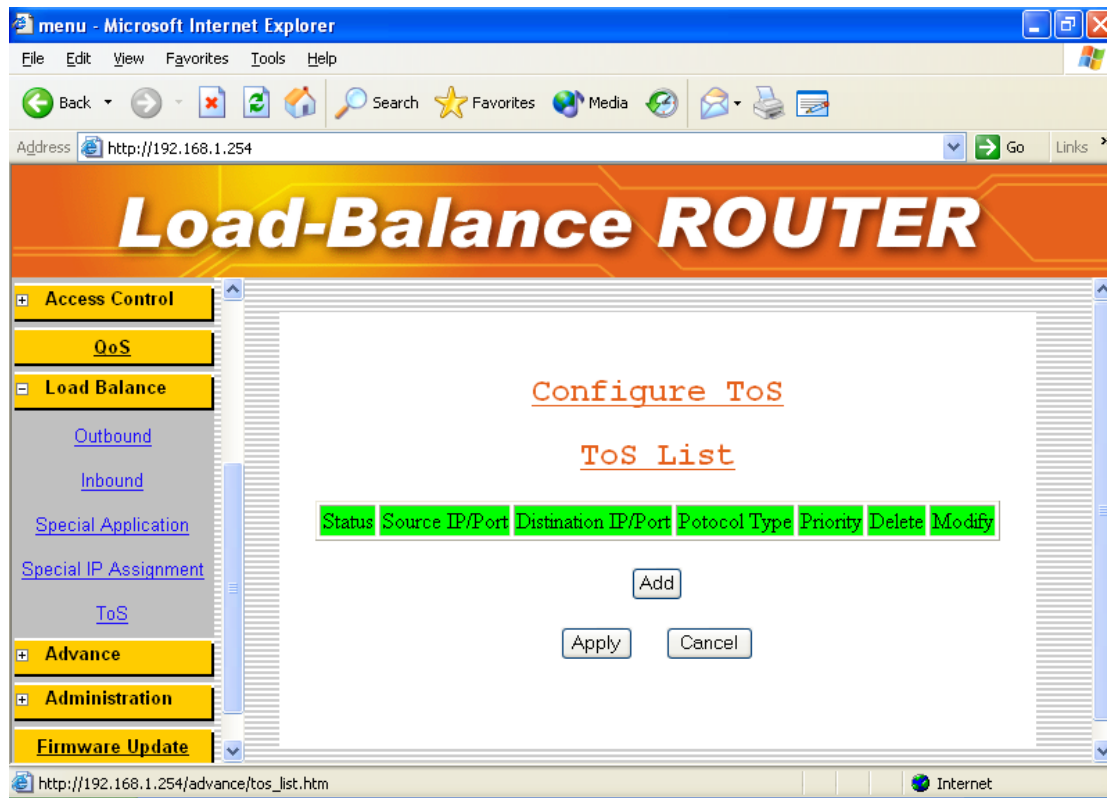 menu - Microsoft Internet Explorer
File Edit View Favorites Tools Help
Back Search Favorites Media
Address http://192.168.1.254 Go Links
Load-Balance ROUTER
Access Control
QoS
Load Balance
Outbound
Inbound
Special Application
Special IP Assignment
ToS
Advance
Administration
Firmware Update
Configure ToS
ToS List
Status Source IP/Port Distination IP/Port Potocol Type Priority Delete Modify
Add
Apply Cancel
http://192.168.1.254/advance/tos_list.htm Internet